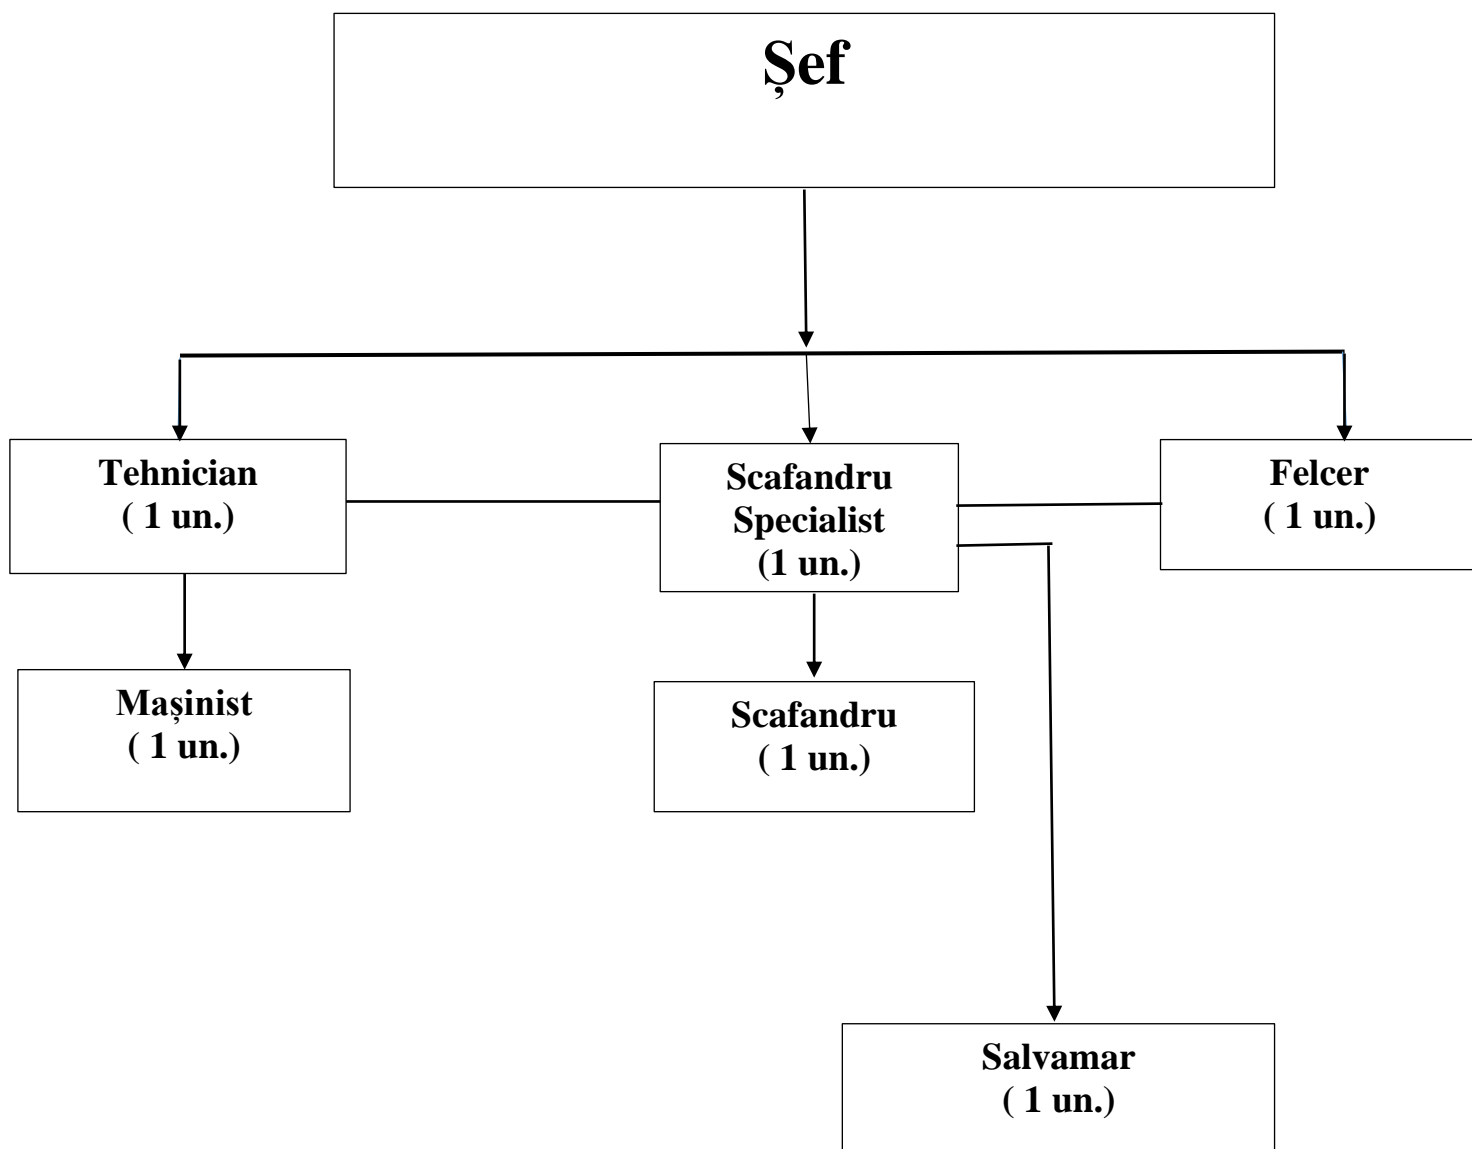 Șef
Tehnician
( 1 un.)
Scafandru
Specialist
(1 un.)
Felcer
( 1 un.)
Mașinist
( 1 un.)
Scafandru
( 1 un.)
Salvamar
( 1 un.)